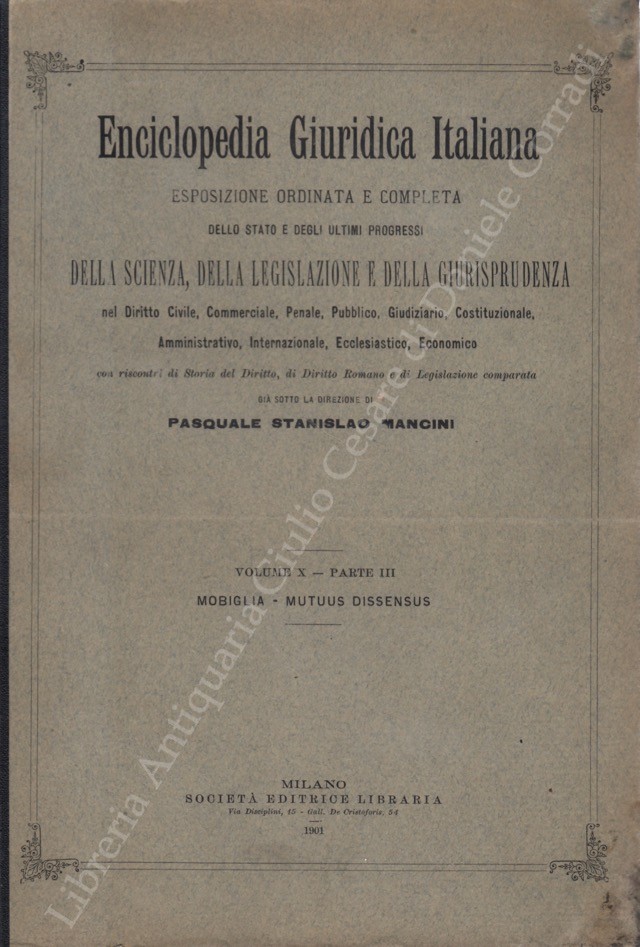 Enciclopedia Giuridica Italiana
ESPOSIZIONE ORDINATA E COMPLETA
DELLO STATO E DEGLI ULTIMI PROGRESSI
DELLA SCIENZA, DELLA LEGISLAZIONE E DELLA GIURISPRUDENZA
nel Diritto Civile, Commerciale, Penale, Pubblico, Giudiziario, Costituzionale,
Amministrativo, Internazionale, Ecclesiastico, Economico
con riscontri di Storia del Diritto, di Diritto Romano e di Legislazione comparata
GIÀ SOTTO LA DIREZIONE DI
PASQUALE STANISLAO MANCINI
VOLUME X — PARTE III
MOBIGLIA - MUTUUS DISSENSUS
MILANO
SOCIETÀ EDITRICE LIBRARIA
Via Disciplini, 15 - Gall. De Cristoforis, 54
1901
Libreria Antiquaria Giulio Cesare di Daniele Corradi